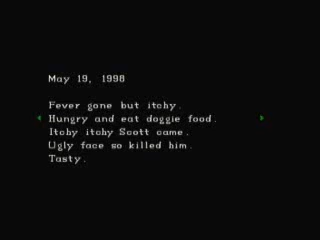 May 19, 1998
Fever gone but itchy.
Hungry and eat doggie food.
Itchy itchy Scott came.
Ugly face so killed him.
Tasty.